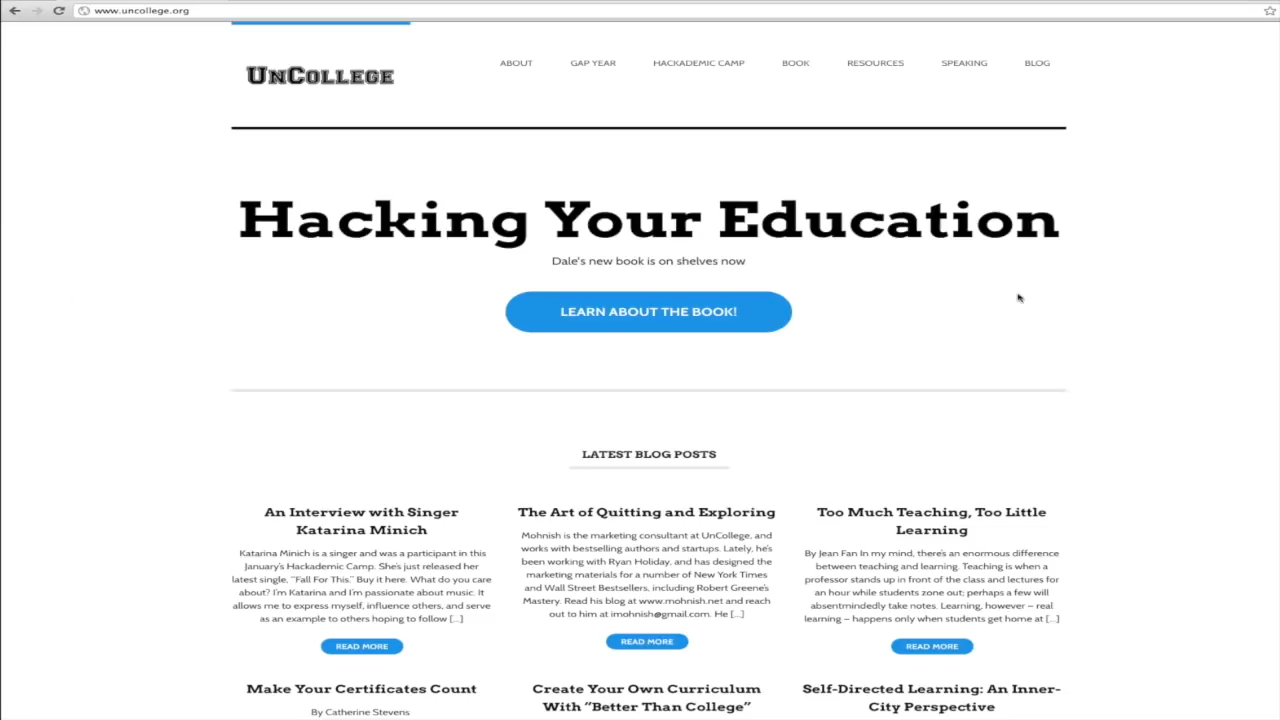 www.uncollege.org
UnCollege
ABOUT
GAP YEAR
HACKADEMIC CAMP
BOOK
RESOURCES
SPEAKING
BLOG
Hacking Your Education
Dale's new book is on shelves now
LEARN ABOUT THE BOOK!
LATEST BLOG POSTS
An Interview with Singer
Katarina Minich
Katarina Minich is a singer and was a participant in this
January's Hackademic Camp. She's just released her
latest single, "Fall For This." Buy it here. What do you care
about? I'm Katarina and I'm passionate about music. It
allows me to express myself, influence others, and serve
as an example to others hoping to follow [...]
READ MORE
The Art of Quitting and Exploring
Mohnish is the marketing consultant at UnCollege, and
works with bestselling authors and startups. Lately, he's
been working with Ryan Holiday, and has designed the
marketing materials for a number of New York Times
and Wall Street Bestsellers, including Robert Greene's
Mastery. Read his blog at www.mohnish.net and reach
out to him at imohnish@gmail.com. He [...]
READ MORE
Too Much Teaching, Too Little
Learning
By Jean Fan In my mind, there's an enormous difference
between teaching and learning. Teaching is when a
professor stands up in front of the class and lectures for
an hour while students zone out; perhaps a few will
absentmindedly take notes. Learning, however – real
learning – happens only when students get home at [...]
READ MORE
Make Your Certificates Count
By Catherine Stevens
Create Your Own Curriculum
With "Better Than College"
Self-Directed Learning: An Inner-
City Perspective